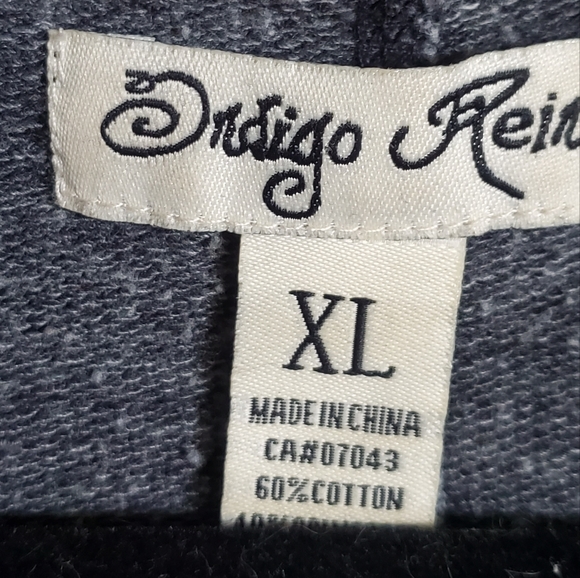 Indigo Rein
XL
MADE IN CHINA
CA#07043
60%COTTON